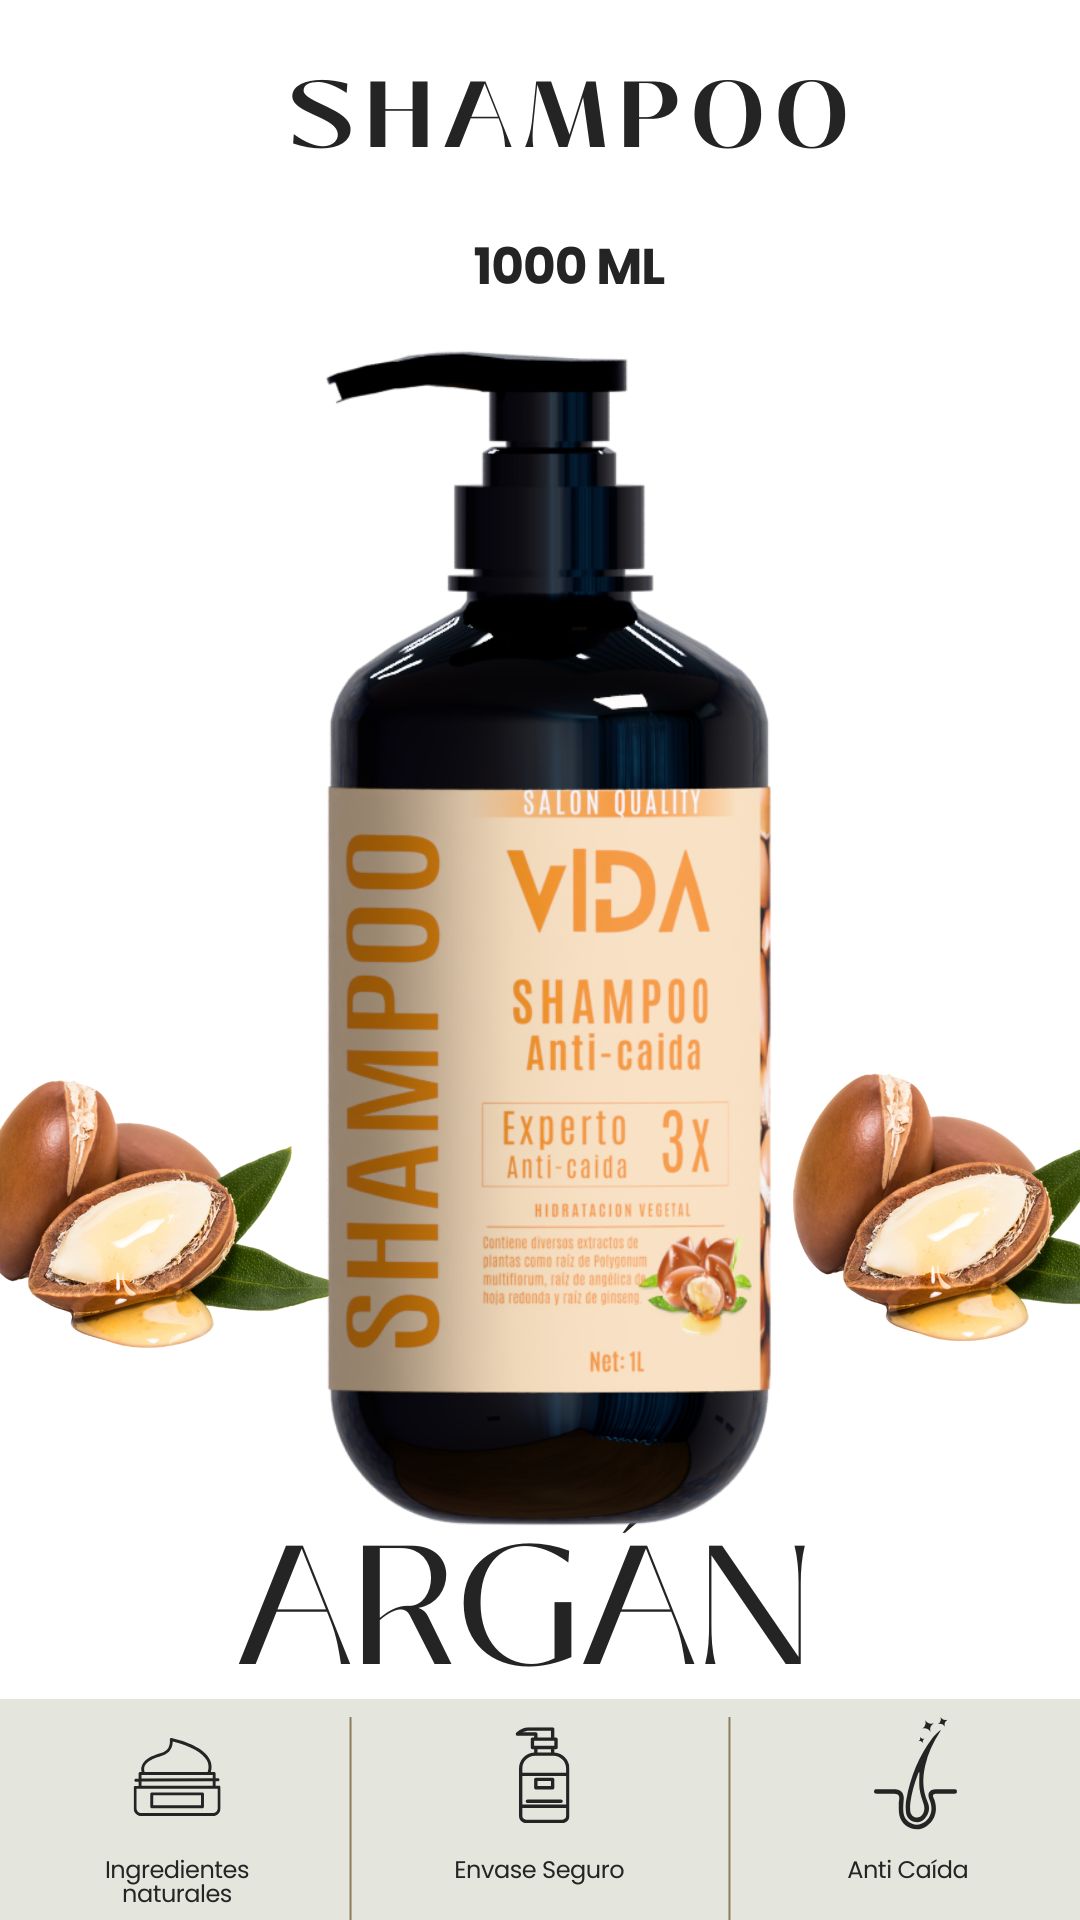 SHAMPOO
1000 ML
SALON QUALITY
SHAMPOO
VIDA
SHAMPOO
Anti-caida
Experto
Anti-caida
3x
HIDRATACION VEGETAL
Contiene diversos extractos de
plantas como raíz de Polygonum
multiflorum, raíz de angélica de
hoja redonda y raíz de ginseng.
Net: 1L
ARGÁN
Ingredientes
naturales
Envase Seguro
Anti Caída